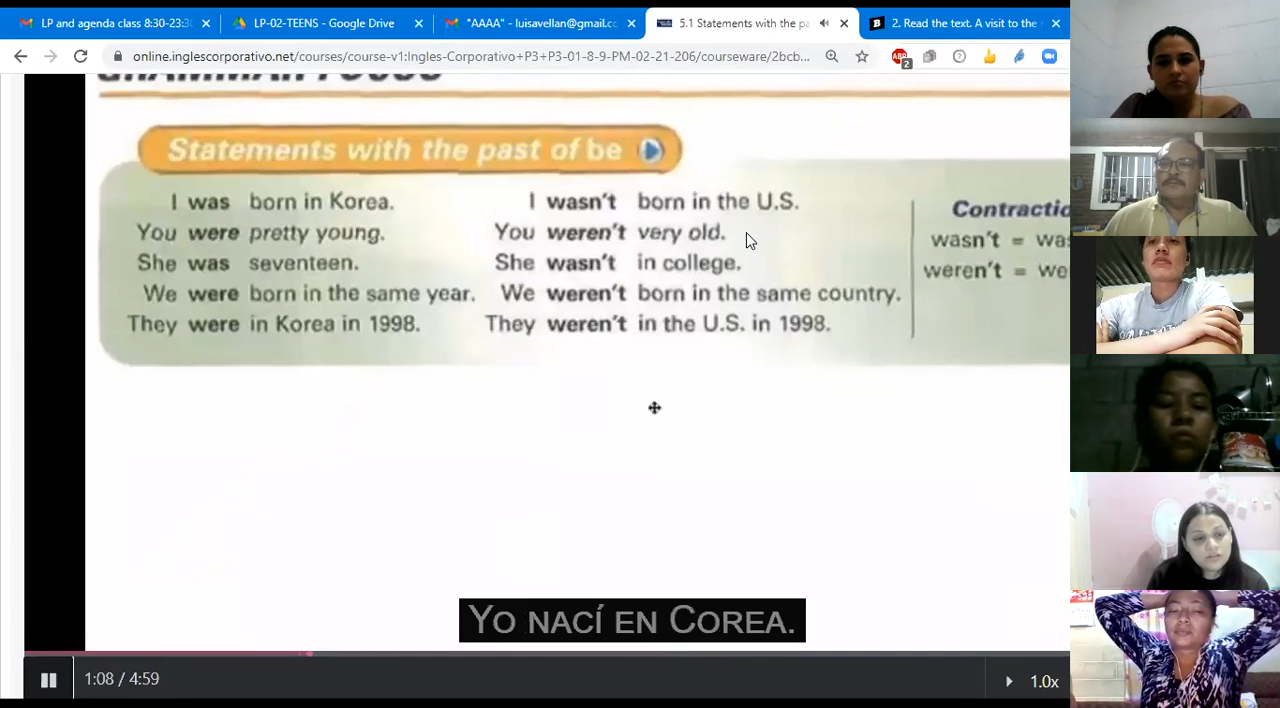 LP and agenda class 8:30-23:3
LP-02-TEENS - Google Drive
"AAAA" - luisavellan@gmail.cc
5.1 Statements with the pa
2. Read the text. A visit to the
online.inglescorporativo.net/courses/course-v1:Ingles-Corporativo+P3+P3-01-8-9-PM-02-21-206/courseware/2bcb...
ABP
2
GRAMMAR FOCUS
Statements with the past of be
I was born in Korea.
I wasn't born in the U.S.
You were pretty young.
You weren't very old.
She was seventeen.
She wasn't in college.
We were born in the same year.
We weren't born in the same country.
They were in Korea in 1998.
They weren't in the U.S. in 1998.
Contractio
wasn't = wa
weren't = we
Yo nací en Corea.
1:08 / 4:59
1.0x